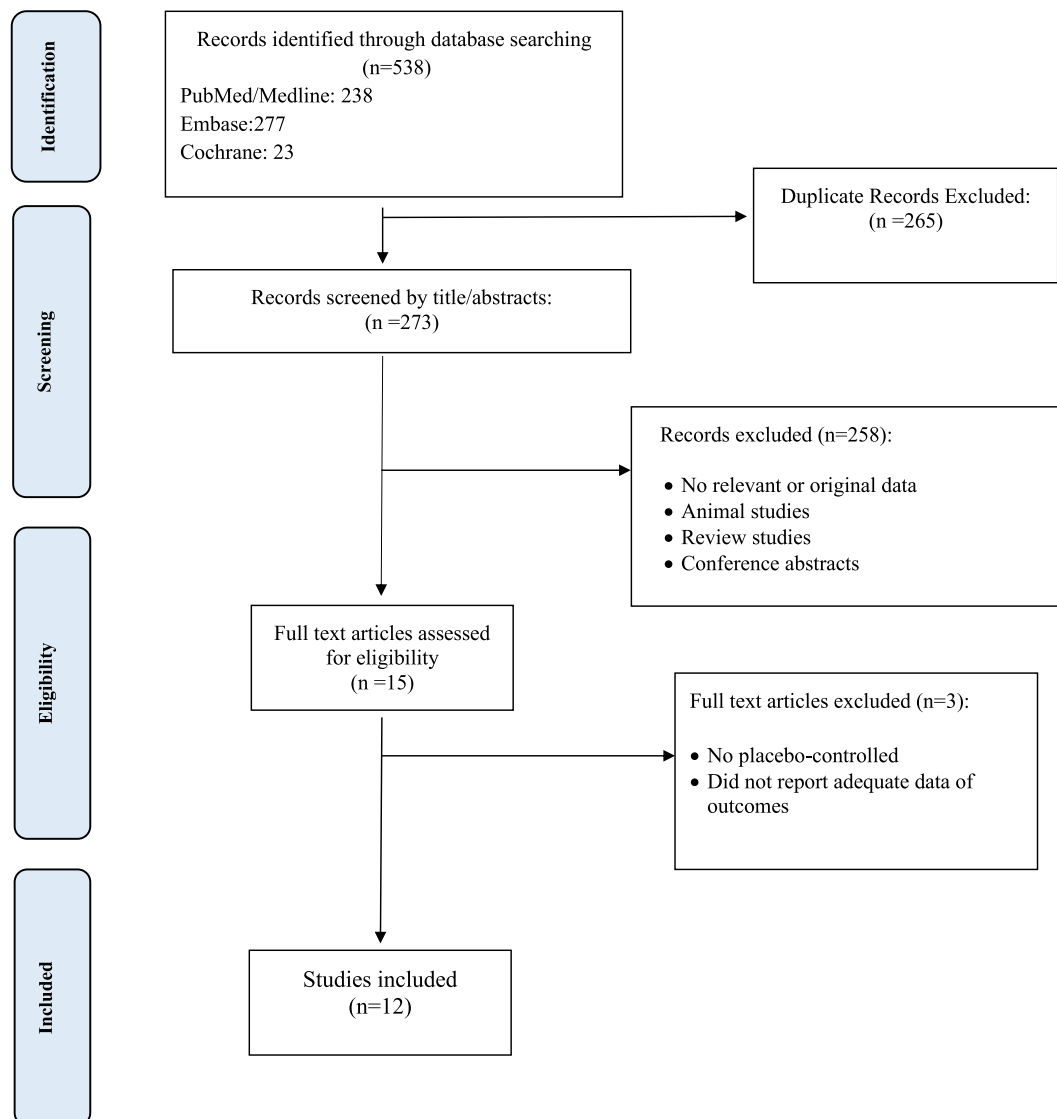 Identification
Records identified through database searching
(n=538)
PubMed/Medline: 238
Embase:277
Cochrane: 23
Duplicate Records Excluded:
(n =265)
Screening
Records screened by title/abstracts:
(n =273)
Records excluded (n=258):
• No relevant or original data
• Animal studies
• Review studies
• Conference abstracts
Eligibility
Full text articles assessed
for eligibility
(n =15)
Full text articles excluded (n=3):
• No placebo-controlled
• Did not report adequate data of
outcomes
Included
Studies included
(n=12)